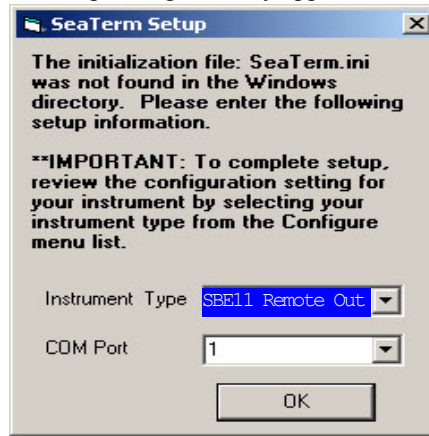 SeaTerm Setup
The initialization file: SeaTerm.ini
was not found in the Windows
directory. Please enter the following
setup information.
**IMPORTANT: To complete setup,
review the configuration setting for
your instrument by selecting your
instrument type from the Configure
menu list.
Instrument Type SBE11 Remote Out
COM Port 1
OK